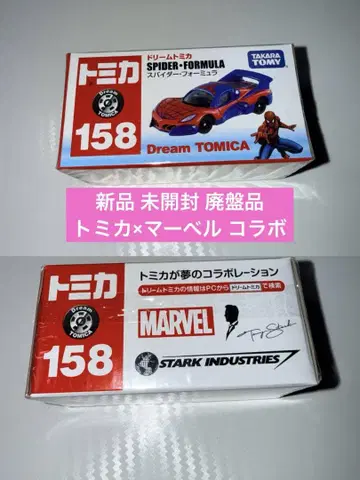 トミカ
Dream
TOMICA
158
ドリームトミカ
SPIDER・FORMULA
スパイダー・フォーミュラ
TAKARA
TOMY
Dream TOMICA
新品 未開封 廃盤品
トミカ×マーベル コラボ
トミカ
Dream
TOMICA
158
トミカが夢のコラボレーション
ドリームトミカの情報はPCから ドリームトミカ で検索
MARVEL
Tony Stark
STARK INDUSTRIES